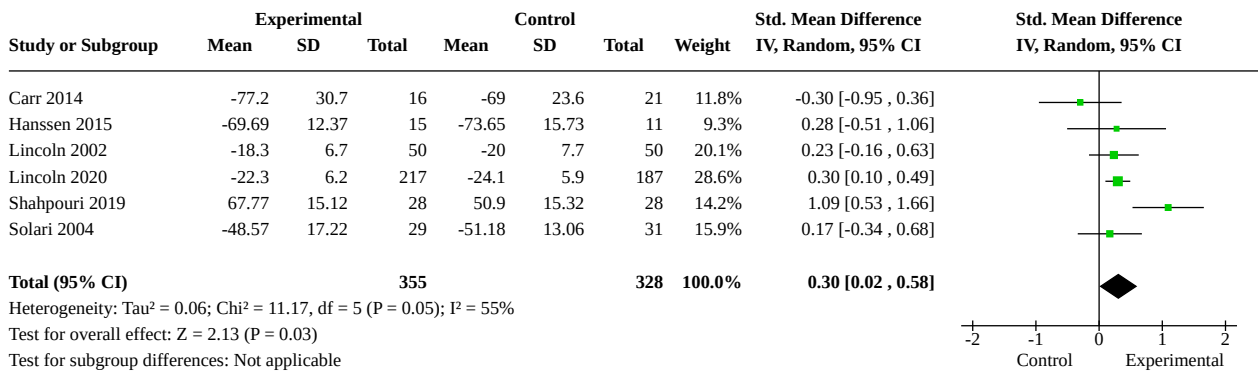 Experimental Control Std. Mean Difference Std. Mean Difference
Study or Subgroup Mean SD Total Mean SD Total Weight IV, Random, 95% CI IV, Random, 95% CI
Carr 2014 -77.2 30.7 16 -69 23.6 21 11.8% -0.30 [-0.95 , 0.36]
Hanssen 2015 -69.69 12.37 15 -73.65 15.73 11 9.3% 0.28 [-0.51 , 1.06]
Lincoln 2002 -18.3 6.7 50 -20 7.7 50 20.1% 0.23 [-0.16 , 0.63]
Lincoln 2020 -22.3 6.2 217 -24.1 5.9 187 28.6% 0.30 [0.10 , 0.49]
Shahpouri 2019 67.77 15.12 28 50.9 15.32 28 14.2% 1.09 [0.53 , 1.66]
Solari 2004 -48.57 17.22 29 -51.18 13.06 31 15.9% 0.17 [-0.34 , 0.68]
Total (95% CI) 355 328 100.0% 0.30 [0.02 , 0.58]
Heterogeneity: Tau² = 0.06; Chi² = 11.17, df = 5 (P = 0.05); I² = 55%
Test for overall effect: Z = 2.13 (P = 0.03)
Test for subgroup differences: Not applicable
-2 -1 0 1 2
Control Experimental